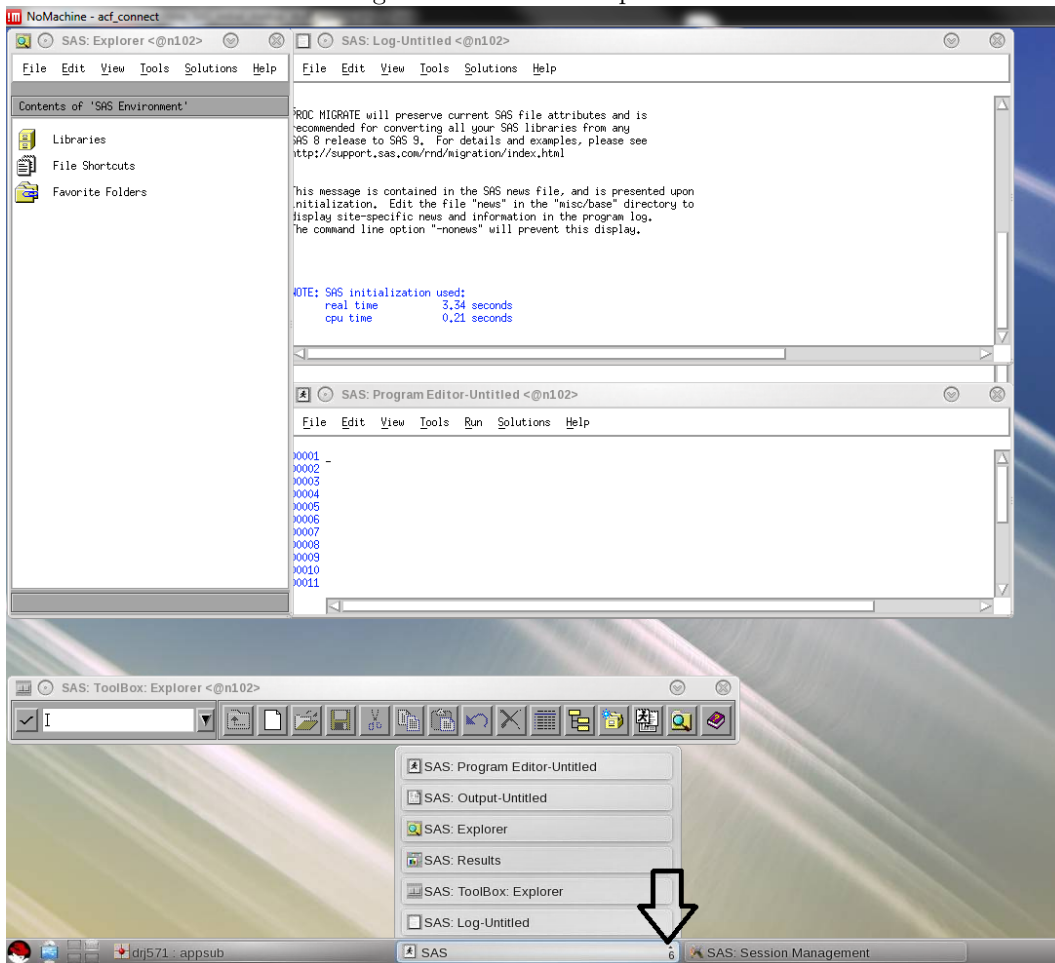 NoMachine - acf_connect
SAS: Explorer <@n102>
File Edit View Tools Solutions Help
Contents of 'SAS Environment'
Libraries
File Shortcuts
Favorite Folders
SAS: Log-Untitled <@n102>
File Edit View Tools Solutions Help
PROC MIGRATE will preserve current SAS file attributes and is
recommended for converting all your SAS libraries from any
SAS 8 release to SAS 9. For details and examples, please see
http://support.sas.com/rnd/migration/index.html
This message is contained in the SAS news file, and is presented upon
initialization. Edit the file "news" in the "misc/base" directory to
display site-specific news and information in the program log.
The command line option "-nonews" will prevent this display.
NOTE: SAS initialization used:
real time 3.34 seconds
cpu time 0.21 seconds
SAS: Program Editor-Untitled <@n102>
File Edit View Tools Run Solutions Help
00001
00002
00003
00004
00005
00006
00007
00008
00009
00010
00011
SAS: ToolBox: Explorer <@n102>
SAS: Program Editor-Untitled
SAS: Output-Untitled
SAS: Explorer
SAS: Results
SAS: ToolBox: Explorer
SAS: Log-Untitled
drj571 : appsub
SAS 6
SAS: Session Management